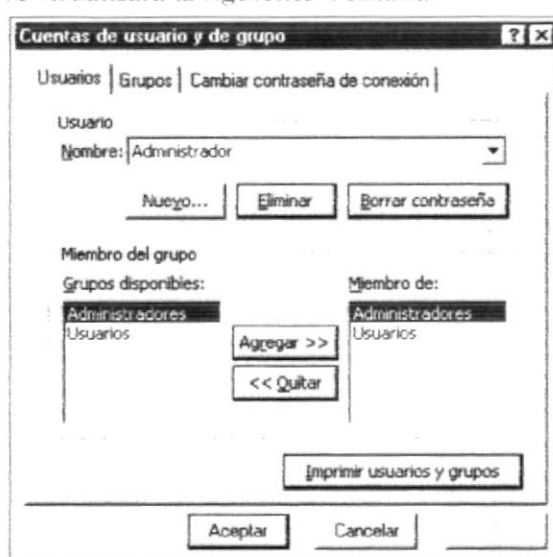 Cuentas de usuario y de grupo
Usuarios Grupos Cambiar contraseña de conexión
Usuario
Nombre: Administrador
Nuevo... Eliminar Borrar contraseña
Miembro del grupo
Grupos disponibles: Miembro de:
Administradores Administradores
Usuarios Usuarios
Agregar >>
<< Quitar
Imprimir usuarios y grupos
Aceptar Cancelar